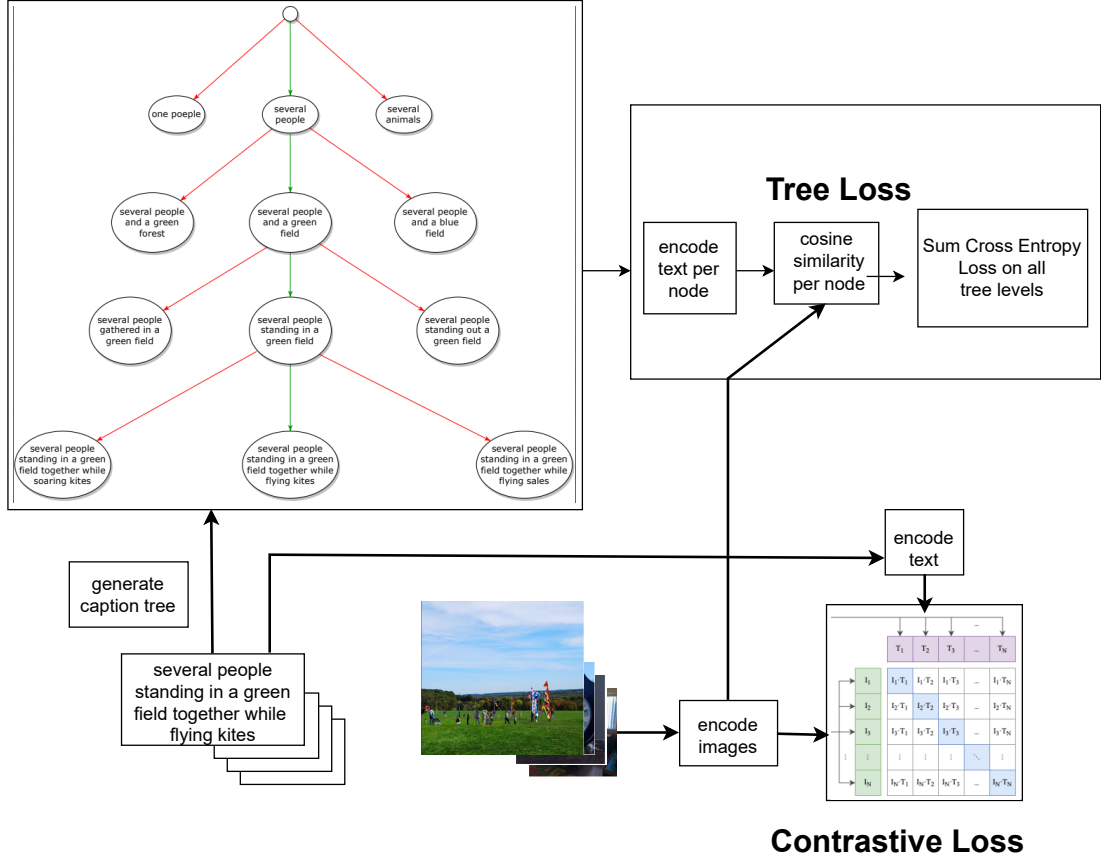 one poeple
several
people
several
animals
several people
and a green
forest
several people
and a green
field
several people
and a blue
field
several people
gathered in a
green field
several people
standing in a
green field
several people
standing out a
green field
several people
standing in a green
field together while
soaring kites
several people
standing in a green
field together while
flying kites
several people
standing in a green
field together while
flying sales
Tree Loss
encode
text per
node
cosine
similarity
per node
Sum Cross Entropy
Loss on all
tree levels
generate
caption tree
several people
standing in a green
field together while
flying kites
encode
images
encode
text
...
T1 T2 T3 ... TN
I1 I1·T1 I1·T2 I1·T3 ... I1·TN
I2 I2·T1 I2·T2 I2·T3 ... I2·TN
I3 I3·T1 I3·T2 I3·T3 ... I3·TN
⋮ ⋮ ⋮ ⋮ ⋮ ⋱ ⋮
IN IN·T1 IN·T2 IN·T3 ... IN·TN
Contrastive Loss